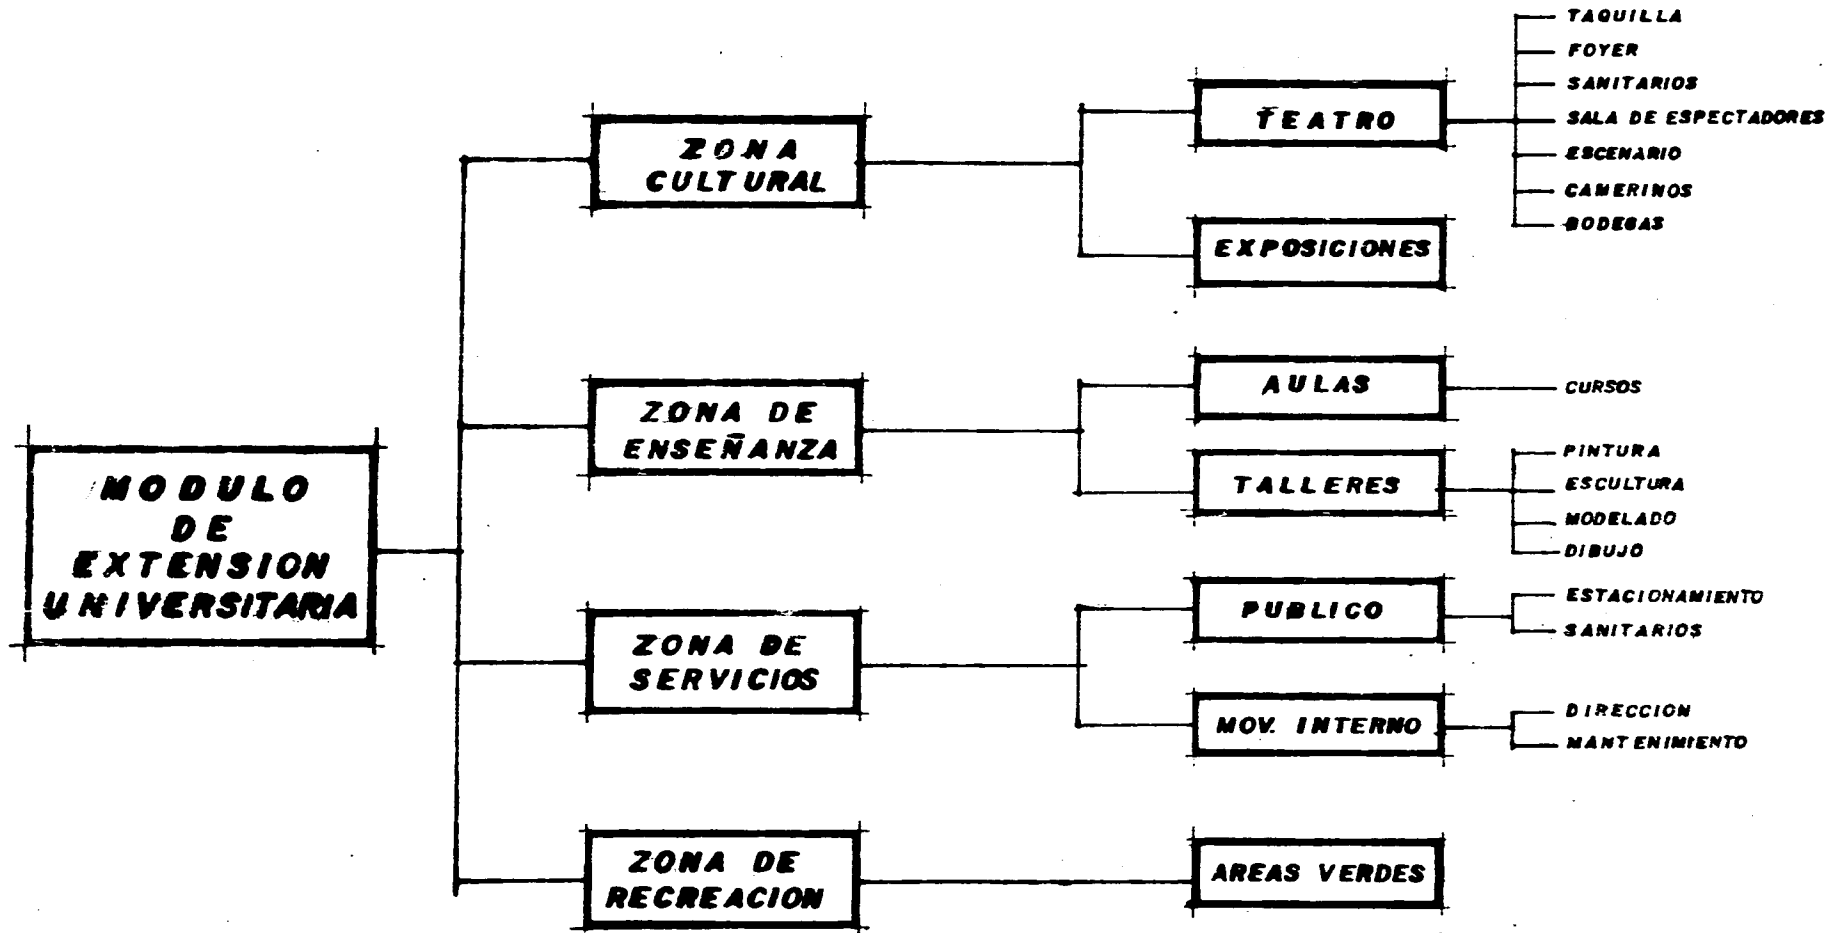 MODULO
DE
EXTENSION
UNIVERSITARIA
ZONA
CULTURAL
TEATRO
TAQUILLA
FOYER
SANITARIOS
SALA DE ESPECTADORES
ESCENARIO
CAMERINOS
BODEGAS
EXPOSICIONES
ZONA DE
ENSEÑANZA
AULAS
CURSOS
TALLERES
PINTURA
ESCULTURA
MODELADO
DIBUJO
ZONA DE
SERVICIOS
PUBLICO
ESTACIONAMIENTO
SANITARIOS
MOV. INTERNO
DIRECCION
MANTENIMIENTO
ZONA DE
RECREACION
AREAS VERDES